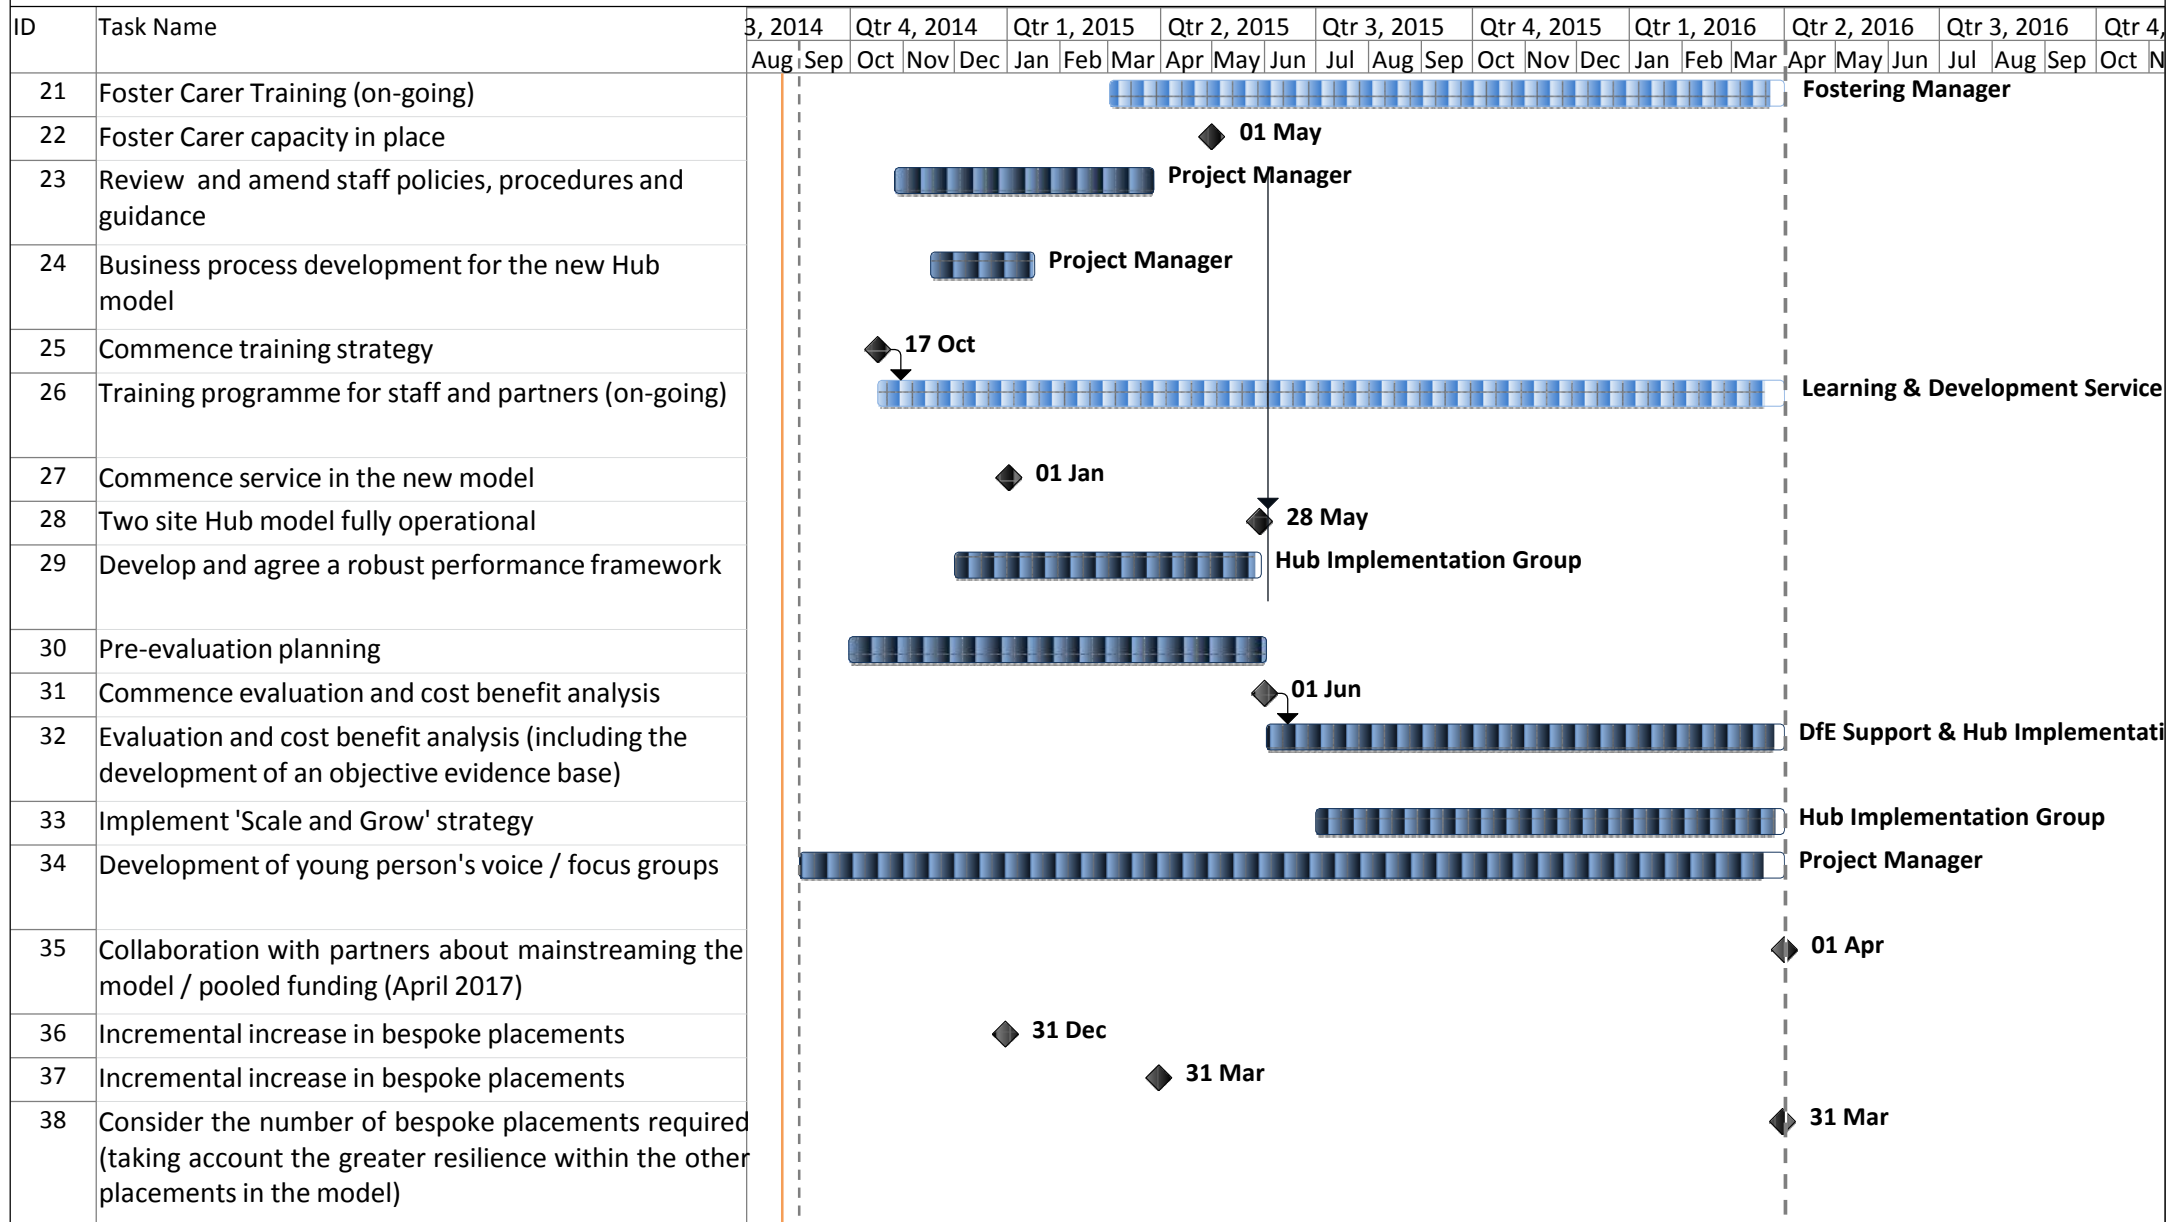 ID Task Name 3, 2014 Qtr 4, 2014 Qtr 1, 2015 Qtr 2, 2015 Qtr 3, 2015 Qtr 4, 2015 Qtr 1, 2016 Qtr 2, 2016 Qtr 3, 2016 Qtr 4,
Aug Sep Oct Nov Dec Jan Feb Mar Apr May Jun Jul Aug Sep Oct Nov Dec Jan Feb Mar Apr May Jun Jul Aug Sep Oct N
21 Foster Carer Training (on-going) Fostering Manager
22 Foster Carer capacity in place 01 May
23 Review and amend staff policies, procedures and Project Manager
guidance
24 Business process development for the new Hub Project Manager
model
25 Commence training strategy 17 Oct
26 Training programme for staff and partners (on-going) Learning & Development Service
27 Commence service in the new model 01 Jan
28 Two site Hub model fully operational 28 May
29 Develop and agree a robust performance framework Hub Implementation Group
30 Pre-evaluation planning
31 Commence evaluation and cost benefit analysis 01 Jun
32 Evaluation and cost benefit analysis (including the DfE Support & Hub Implementati
development of an objective evidence base)
33 Implement 'Scale and Grow' strategy Hub Implementation Group
34 Development of young person's voice / focus groups Project Manager
35 Collaboration with partners about mainstreaming the 01 Apr
model / pooled funding (April 2017)
36 Incremental increase in bespoke placements 31 Dec
37 Incremental increase in bespoke placements 31 Mar
38 Consider the number of bespoke placements required 31 Mar
(taking account the greater resilience within the other
placements in the model)